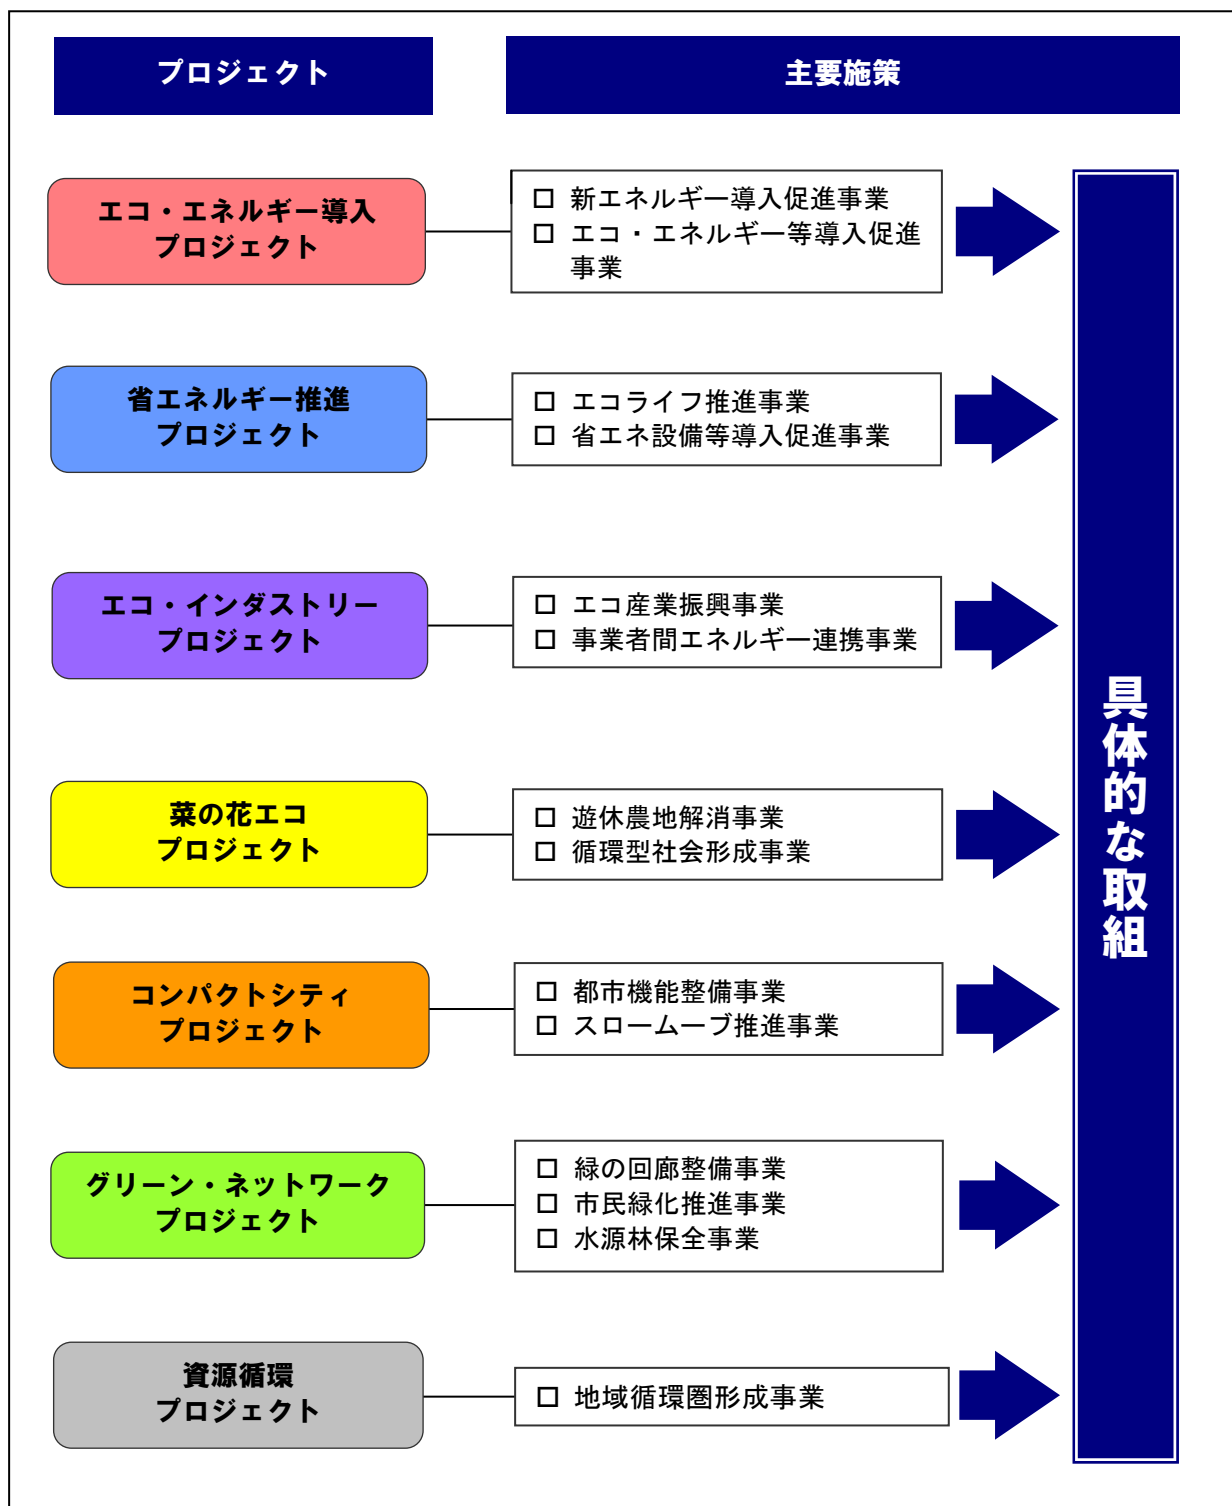 プロジェクト
主要施策
エコ・エネルギー導入
プロジェクト
□ 新エネルギー導入促進事業
□ エコ・エネルギー等導入促進
事業
省エネルギー推進
プロジェクト
□ エコライフ推進事業
□ 省エネ設備等導入促進事業
エコ・インダストリー
プロジェクト
□ エコ産業振興事業
□ 事業者間エネルギー連携事業
菜の花エコ
プロジェクト
□ 遊休農地解消事業
□ 循環型社会形成事業
コンパクトシティ
プロジェクト
□ 都市機能整備事業
□ スロームーブ推進事業
グリーン・ネットワーク
プロジェクト
□ 緑の回廊整備事業
□ 市民緑化推進事業
□ 水源林保全事業
資源循環
プロジェクト
□ 地域循環圏形成事業
具体的な取組